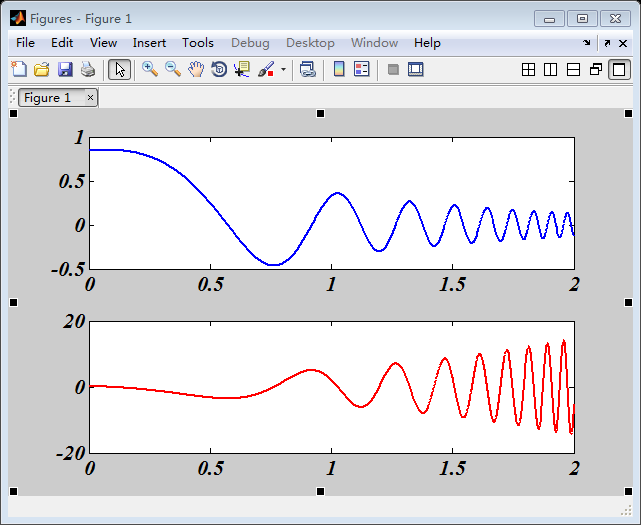 Figures - Figure 1
File Edit View Insert Tools Debug Desktop Window Help
Figure 1
1
0.5
0
-0.5
0 0.5 1 1.5 2
20
0
-20
0 0.5 1 1.5 2